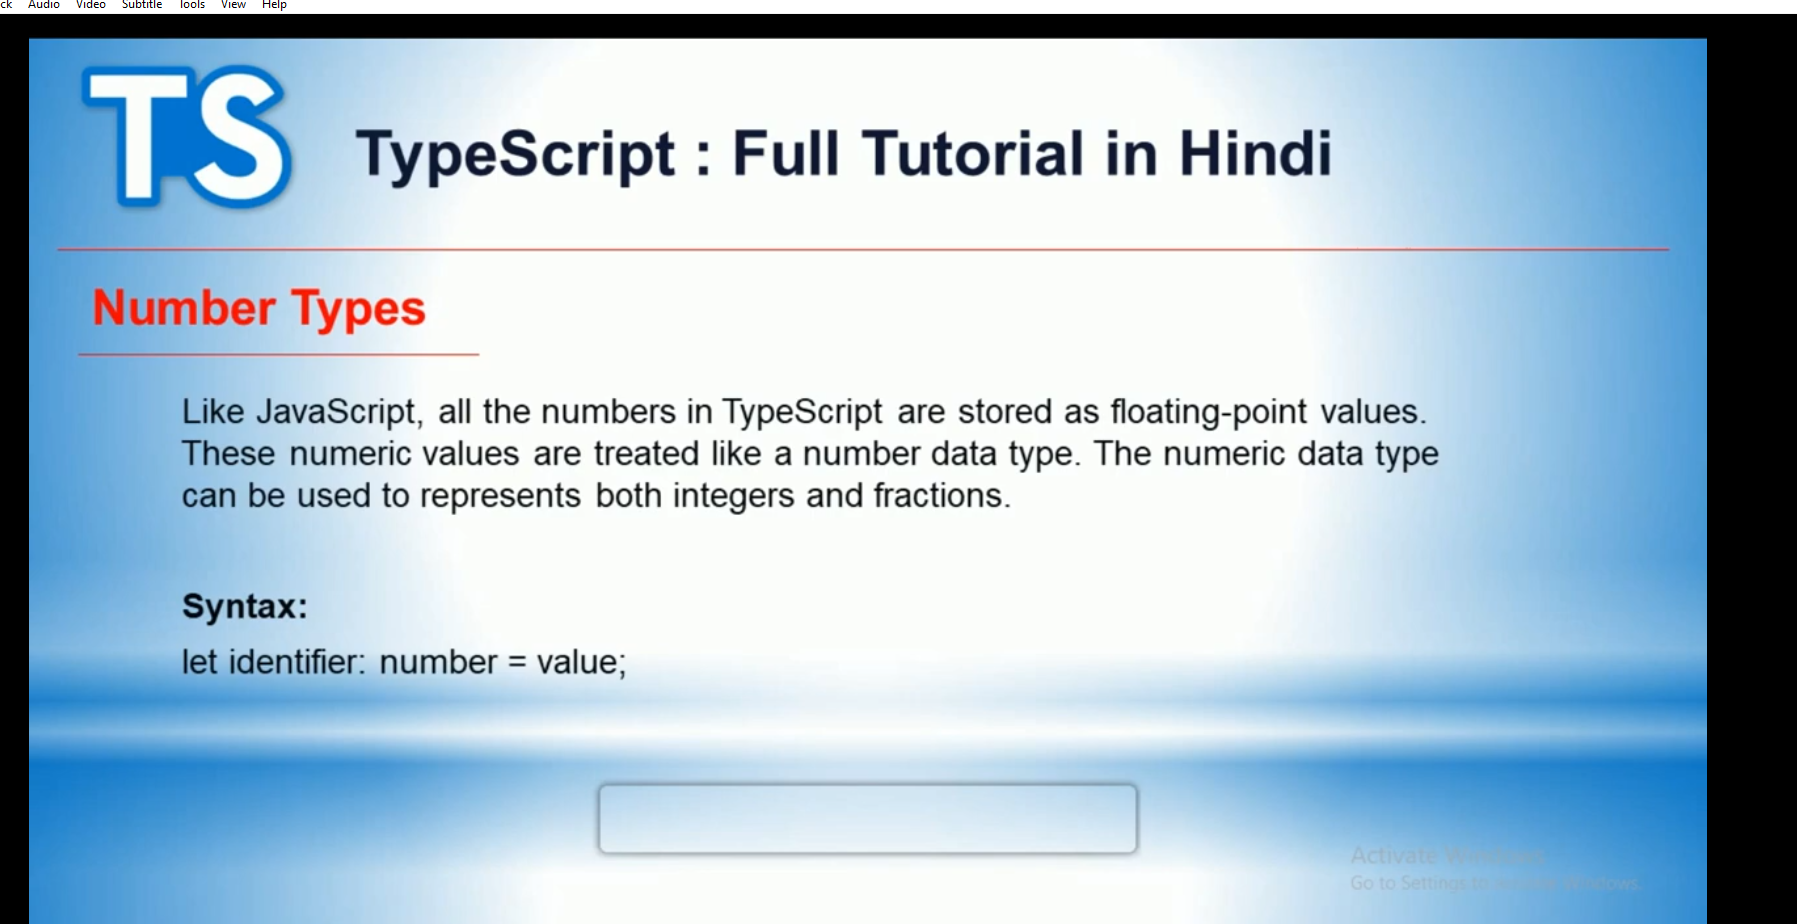 ck Audio Video Subtitle Tools View Help
TS
TypeScript : Full Tutorial in Hindi
Number Types
Like JavaScript, all the numbers in TypeScript are stored as floating-point values.
These numeric values are treated like a number data type. The numeric data type
can be used to represents both integers and fractions.
Syntax:
let identifier: number = value;
Activate Windows
Go to Settings to activate Windows.